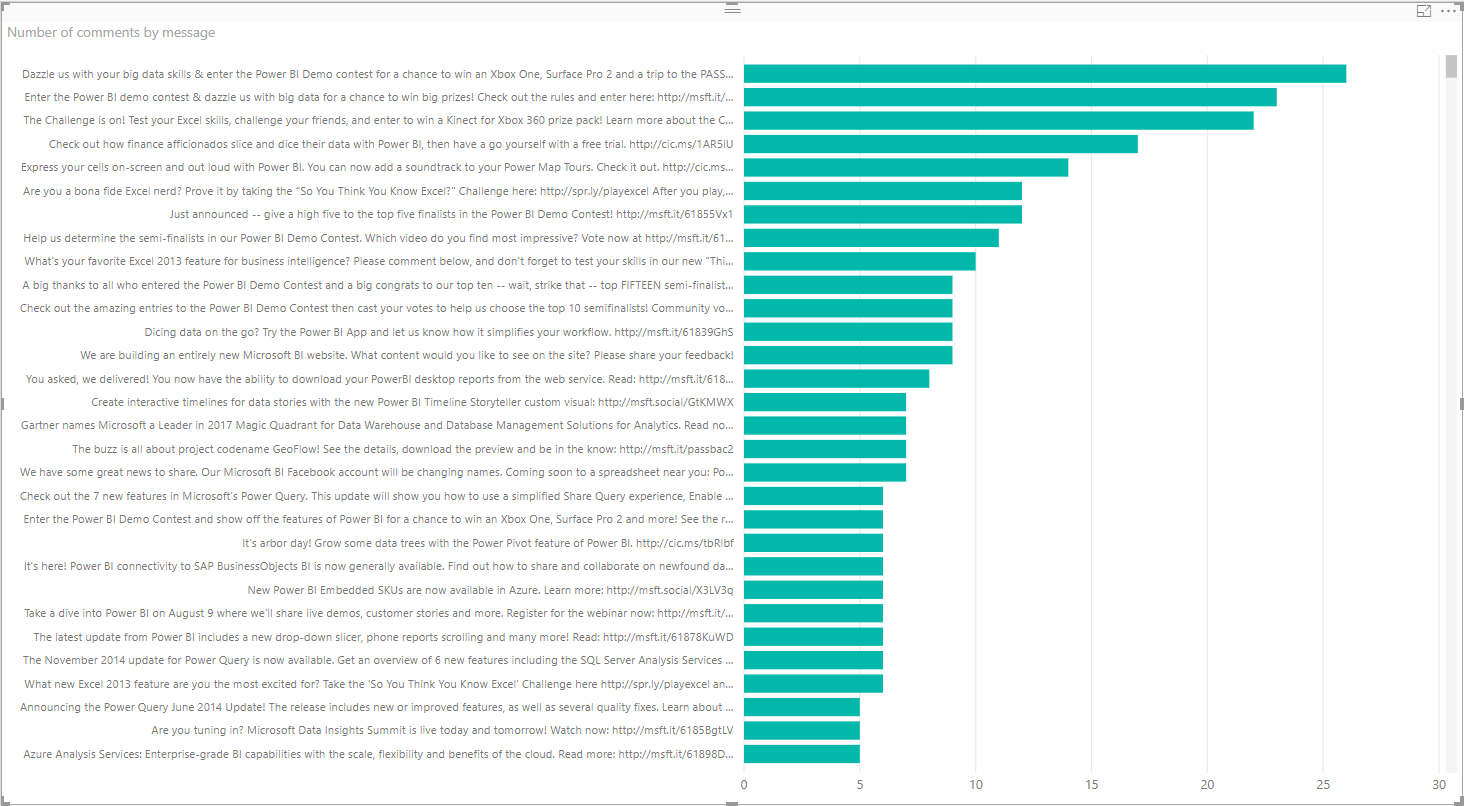 Number of comments by message
Dazzle us with your big data skills & enter the Power BI Demo contest for a chance to win an Xbox One, Surface Pro 2 and a trip to the PASS...
Enter the Power BI demo contest & dazzle us with big data for a chance to win big prizes! Check out the rules and enter here: http://msft.it/...
The Challenge is on! Test your Excel skills, challenge your friends, and enter to win a Kinect for Xbox 360 prize pack! Learn more about the C...
Check out how finance afficionados slice and dice their data with Power BI, then have a go yourself with a free trial. http://cic.ms/1AR5IU
Express your cells on-screen and out loud with Power BI. You can now add a soundtrack to your Power Map Tours. Check it out. http://cic.ms...
Are you a bona fide Excel nerd? Prove it by taking the "So You Think You Know Excel?" Challenge here: http://spr.ly/playexcel After you play,...
Just announced -- give a high five to the top five finalists in the Power BI Demo Contest! http://msft.it/61855Vx1
Help us determine the semi-finalists in our Power BI Demo Contest. Which video do you find most impressive? Vote now at http://msft.it/61...
What's your favorite Excel 2013 feature for business intelligence? Please comment below, and don't forget to test your skills in our new "Thi...
A big thanks to all who entered the Power BI Demo Contest and a big congrats to our top ten -- wait, strike that -- top FIFTEEN semi-finalist...
Check out the amazing entries to the Power BI Demo Contest then cast your votes to help us choose the top 10 semifinalists! Community vo...
Dicing data on the go? Try the Power BI App and let us know how it simplifies your workflow. http://msft.it/61839GhS
We are building an entirely new Microsoft BI website. What content would you like to see on the site? Please share your feedback!
You asked, we delivered! You now have the ability to download your PowerBI desktop reports from the web service. Read: http://msft.it/618...
Create interactive timelines for data stories with the new Power BI Timeline Storyteller custom visual: http://msft.social/GtKMWX
Gartner names Microsoft a Leader in 2017 Magic Quadrant for Data Warehouse and Database Management Solutions for Analytics. Read no...
The buzz is all about project codename GeoFlow! See the details, download the preview and be in the know: http://msft.it/passbac2
We have some great news to share. Our Microsoft BI Facebook account will be changing names. Coming soon to a spreadsheet near you: Po...
Check out the 7 new features in Microsoft's Power Query. This update will show you how to use a simplified Share Query experience, Enable ...
Enter the Power BI Demo Contest and show off the features of Power BI for a chance to win an Xbox One, Surface Pro 2 and more! See the r...
It's arbor day! Grow some data trees with the Power Pivot feature of Power BI. http://cic.ms/tbRlbf
It's here! Power BI connectivity to SAP BusinessObjects BI is now generally available. Find out how to share and collaborate on newfound da...
New Power BI Embedded SKUs are now available in Azure. Learn more: http://msft.social/X3LV3q
Take a dive into Power BI on August 9 where we'll share live demos, customer stories and more. Register for the webinar now: http://msft.it/...
The latest update from Power BI includes a new drop-down slicer, phone reports scrolling and many more! Read: http://msft.it/61878KuWD
The November 2014 update for Power Query is now available. Get an overview of 6 new features including the SQL Server Analysis Services ...
What new Excel 2013 feature are you the most excited for? Take the 'So You Think You Know Excel' Challenge here http://spr.ly/playexcel an...
Announcing the Power Query June 2014 Update! The release includes new or improved features, as well as several quality fixes. Learn about ...
Are you tuning in? Microsoft Data Insights Summit is live today and tomorrow! Watch now: http://msft.it/6185BgtLV
Azure Analysis Services: Enterprise-grade BI capabilities with the scale, flexibility and benefits of the cloud. Read more: http://msft.it/61898D...
0 5 10 15 20 25 30